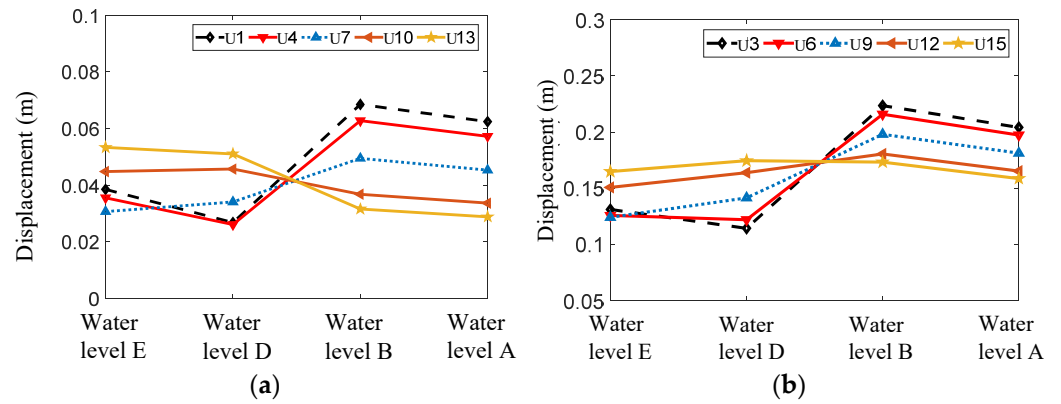 0.1
0.08
0.06
0.04
0.02
0
Displacement (m)
U1 U4 U7 U10 U13
Water level E
Water level D
Water level B
Water level A
(a)
0.3
0.25
0.2
0.15
0.1
0.05
Displacement (m)
U3 U6 U9 U12 U15
Water level E
Water level D
Water level B
Water level A
(b)